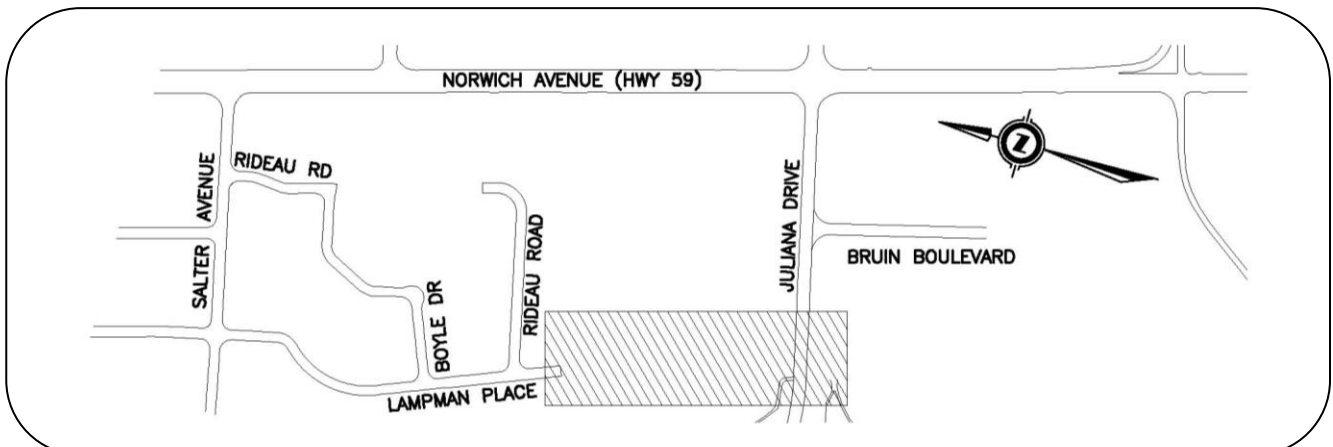 NORWICH AVENUE (HWY 59)
SALTER AVENUE
RIDEAU RD
BOYLE DR
RIDEAU ROAD
LAMPMAN PLACE
JULIANA DRIVE
BRUIN BOULEVARD
Z